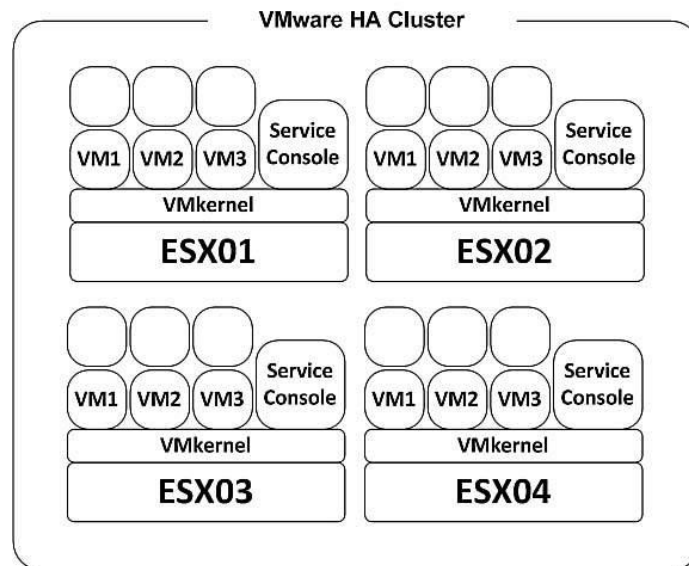 VMware HA Cluster
VM1 VM2 VM3 Service Console
VMkernel
ESX01
VM1 VM2 VM3 Service Console
VMkernel
ESX02
VM1 VM2 VM3 Service Console
VMkernel
ESX03
VM1 VM2 VM3 Service Console
VMkernel
ESX04